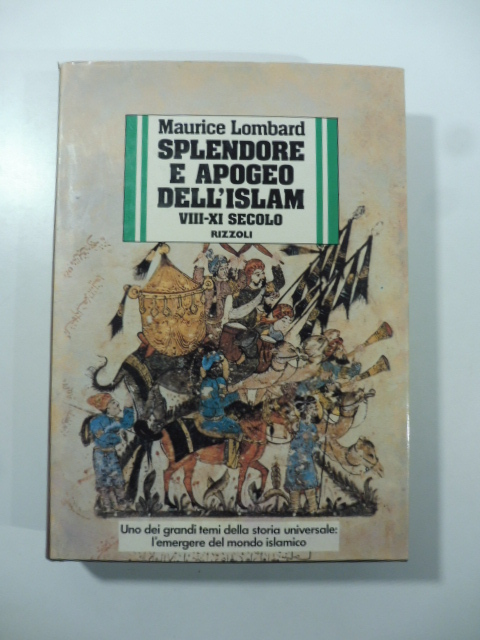 Maurice Lombard
SPLENDORE
E APOGEO
DELL'ISLAM
VIII-XI SECOLO
RIZZOLI
Uno dei grandi temi della storia universale:
l'emergere del mondo islamico